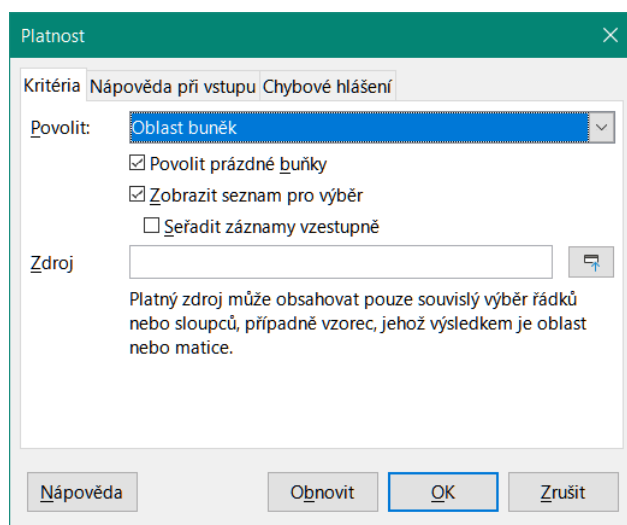 Platnost
Kritéria Nápověda při vstupu Chybové hlášení
Povolit: Oblast buněk
Povolit prázdné buňky
Zobrazit seznam pro výběr
Seřadit záznamy vzestupně
Zdroj
Platný zdroj může obsahovat pouze souvislý výběr řádků
nebo sloupců, případně vzorec, jehož výsledkem je oblast
nebo matice.
Nápověda Obnovit OK Zrušit